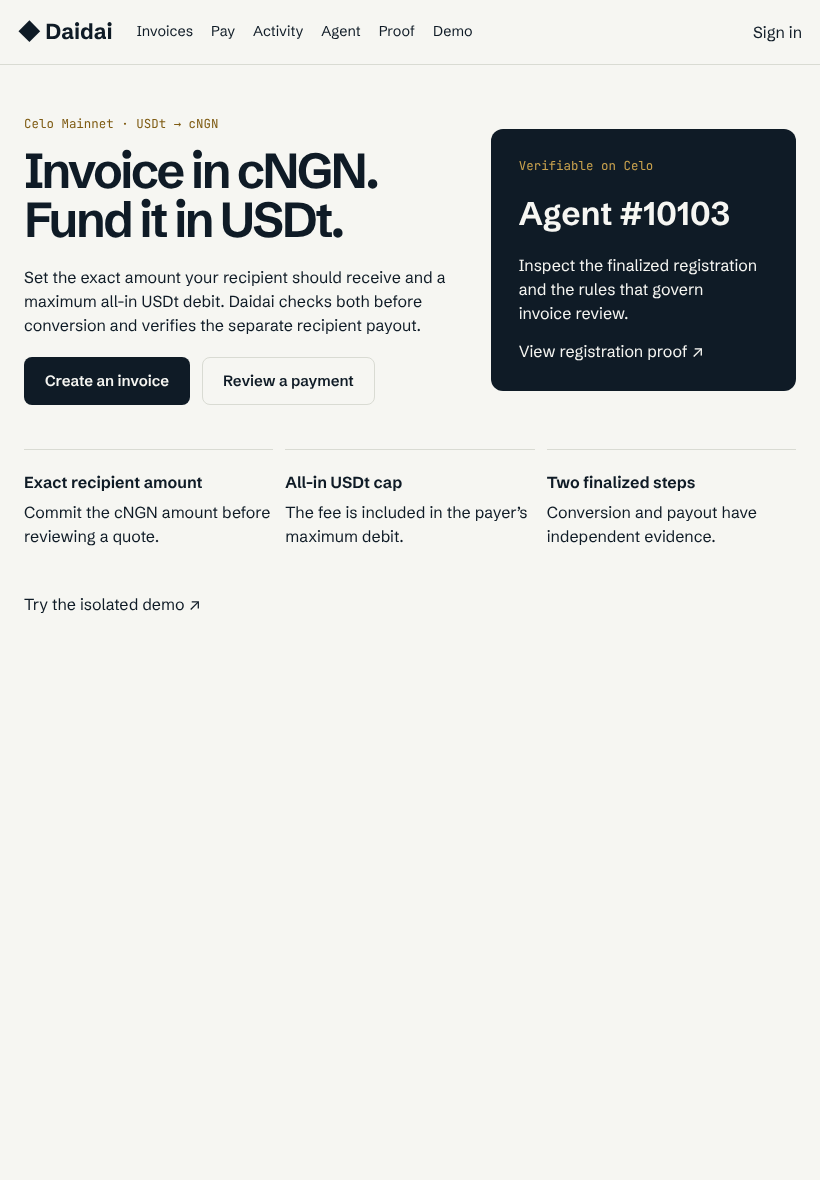 Daidai
Invoices
Pay
Activity
Agent
Proof
Demo
Sign in
Celo Mainnet · USDt → cNGN
Invoice in cNGN.
Fund it in USDt.
Set the exact amount your recipient should receive and a
maximum all-in USDt debit. Daidai checks both before
conversion and verifies the separate recipient payout.
Create an invoice
Review a payment
Verifiable on Celo
Agent #10103
Inspect the finalized registration
and the rules that govern
invoice review.
View registration proof ↗
Exact recipient amount
Commit the cNGN amount before
reviewing a quote.
All-in USDt cap
The fee is included in the payer’s
maximum debit.
Two finalized steps
Conversion and payout have
independent evidence.
Try the isolated demo ↗